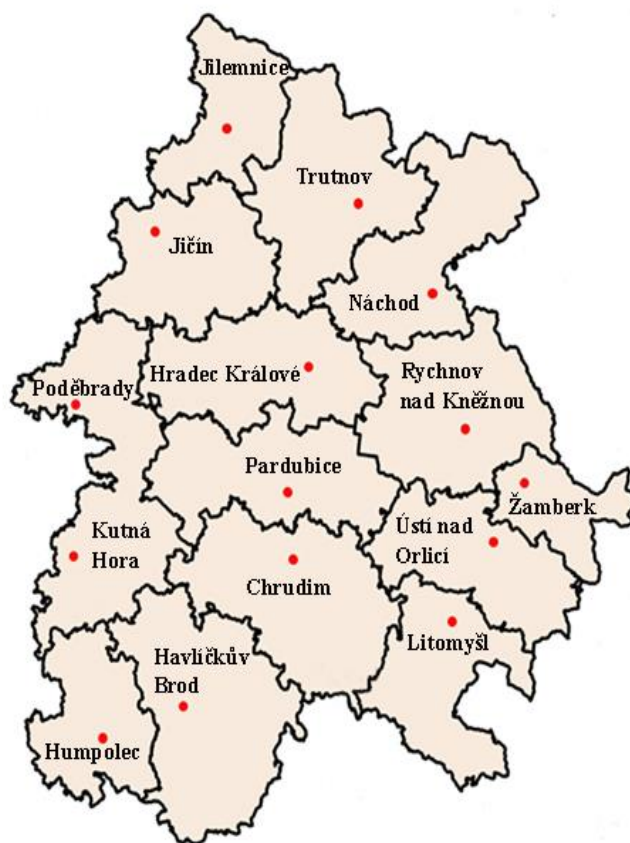 Jilemnice
Trutnov
Jičín
Náchod
Hradec Králové
Rychnov
nad Kněžnou
Poděbrady
Pardubice
Žamberk
Kutná
Hora
Ústí nad
Orlicí
Chrudim
Litomyšl
Havlíčkův
Brod
Humpolec